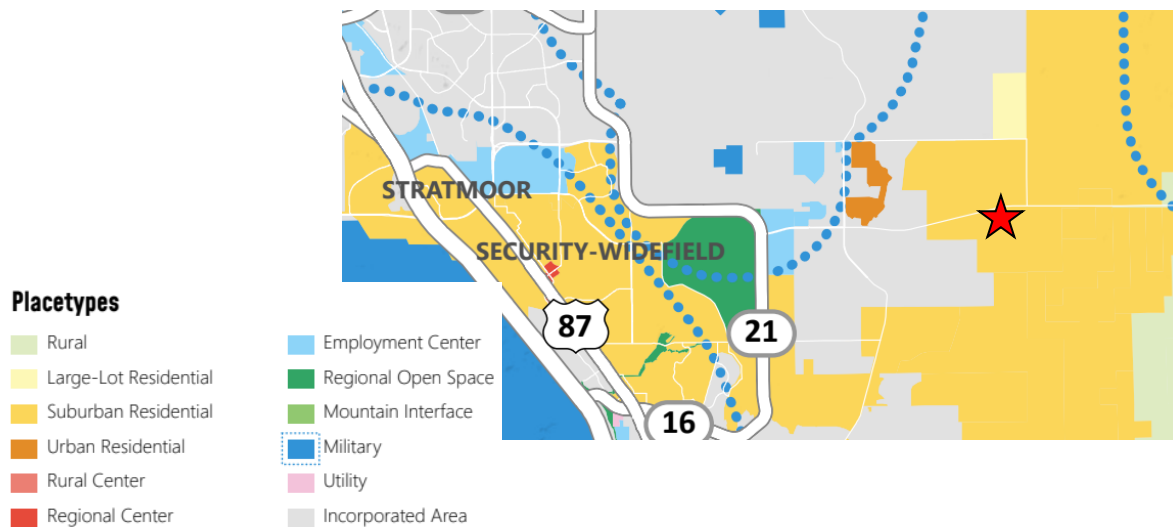 STRATMOOR
SECURITY-WIDEFIELD
87
21
16
Placetypes
Rural
Large-Lot Residential
Suburban Residential
Urban Residential
Rural Center
Regional Center
Employment Center
Regional Open Space
Mountain Interface
Military
Utility
Incorporated Area